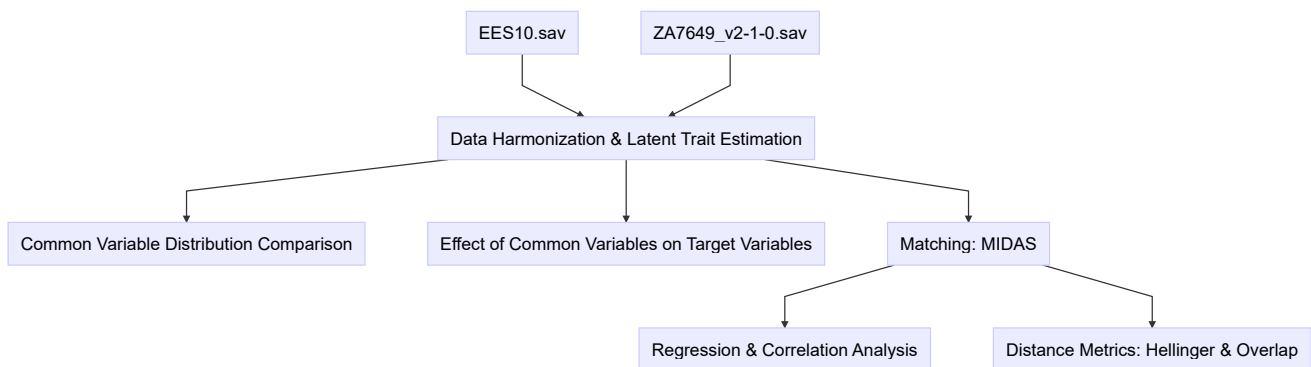 EES10.sav
ZA7649_v2-1-0.sav
Data Harmonization & Latent Trait Estimation
Common Variable Distribution Comparison
Effect of Common Variables on Target Variables
Matching: MIDAS
Regression & Correlation Analysis
Distance Metrics: Hellinger & Overlap